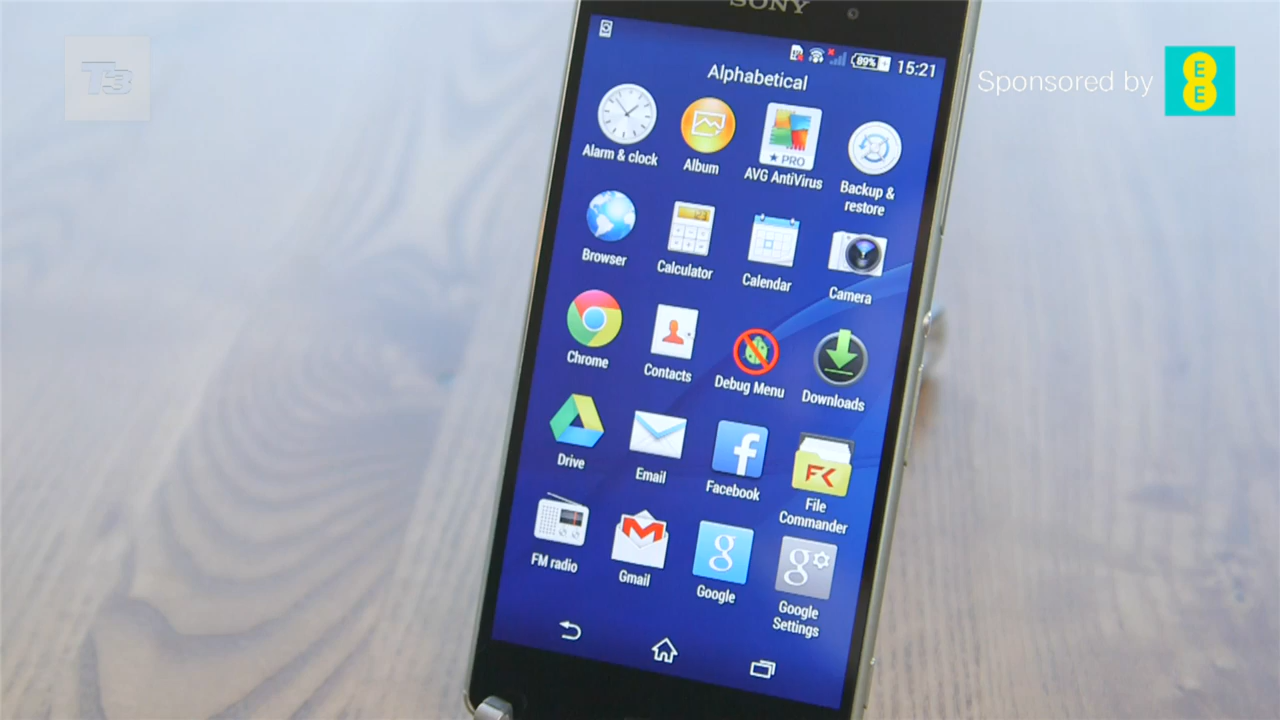 SONY
T3
Sponsored by
EE
89%
15:21
Alphabetical
Alarm & clock
Album
PRO
AVG AntiVirus
Backup &
restore
Browser
Calculator
Calendar
Camera
Chrome
Contacts
Debug Menu
Downloads
Drive
Email
f
Facebook
FK
File
Commander
FM radio
M
Gmail
g
Google
g
Google
Settings